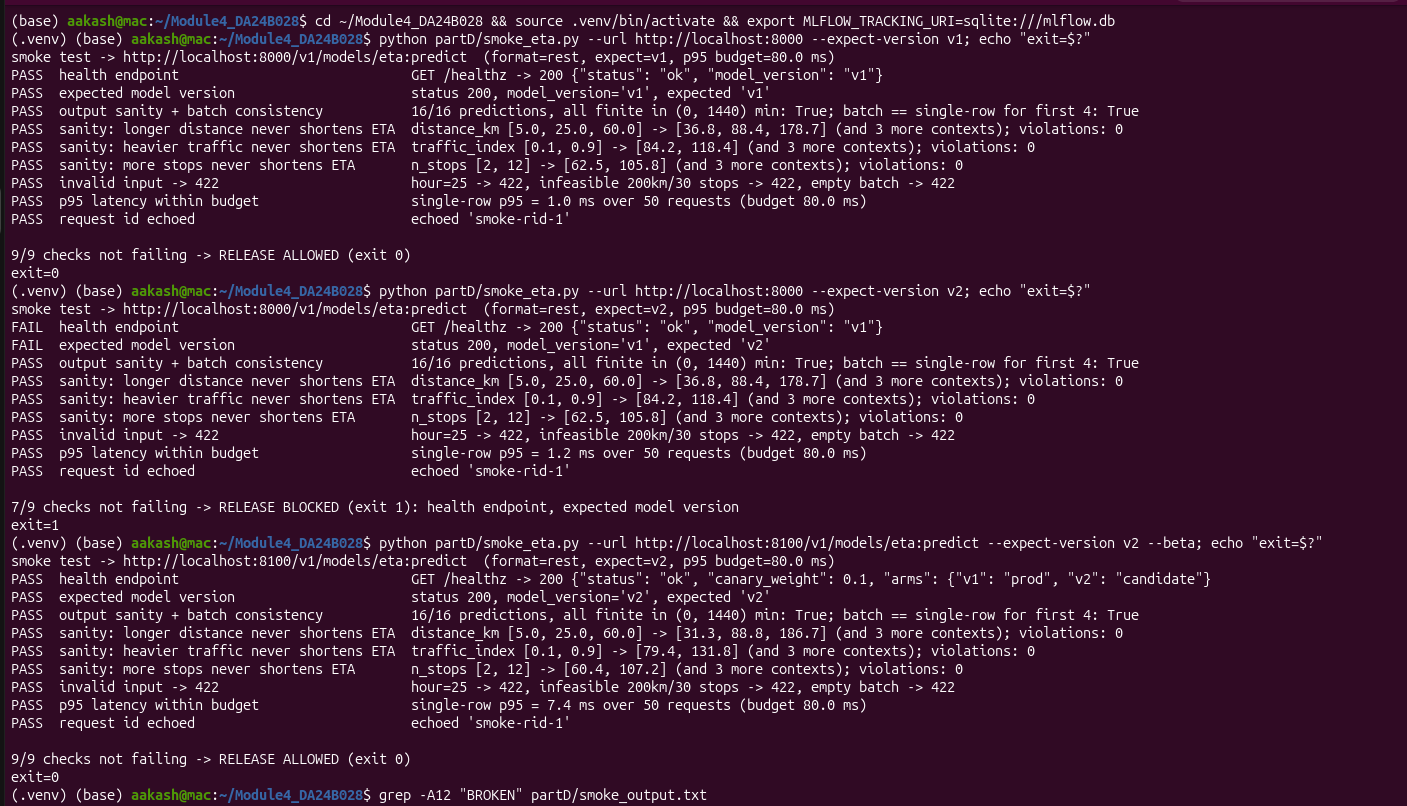 (base) aakash@mac:~/Module4_DA24B028$ cd ~/Module4_DA24B028 && source .venv/bin/activate && export MLFLOW_TRACKING_URI=sqlite:///mlflow.db
(.venv) (base) aakash@mac:~/Module4_DA24B028$ python partD/smoke_eta.py --url http://localhost:8000 --expect-version v1; echo "exit=$?"
smoke test -> http://localhost:8000/v1/models/eta:predict  (format=rest, expect=v1, p95 budget=80.0 ms)
PASS  health endpoint                             GET /healthz -> 200 {"status": "ok", "model_version": "v1"}
PASS  expected model version                      status 200, model_version='v1', expected 'v1'
PASS  output sanity + batch consistency           16/16 predictions, all finite in (0, 1440) min: True; batch == single-row for first 4: True
PASS  sanity: longer distance never shortens ETA  distance_km [5.0, 25.0, 60.0] -> [36.8, 88.4, 178.7] (and 3 more contexts); violations: 0
PASS  sanity: heavier traffic never shortens ETA  traffic_index [0.1, 0.9] -> [84.2, 118.4] (and 3 more contexts); violations: 0
PASS  sanity: more stops never shortens ETA       n_stops [2, 12] -> [62.5, 105.8] (and 3 more contexts); violations: 0
PASS  invalid input -> 422                        hour=25 -> 422, infeasible 200km/30 stops -> 422, empty batch -> 422
PASS  p95 latency within budget                   single-row p95 = 1.0 ms over 50 requests (budget 80.0 ms)
PASS  request id echoed                           echoed 'smoke-rid-1'
9/9 checks not failing -> RELEASE ALLOWED (exit 0)
exit=0
(.venv) (base) aakash@mac:~/Module4_DA24B028$ python partD/smoke_eta.py --url http://localhost:8000 --expect-version v2; echo "exit=$?"
smoke test -> http://localhost:8000/v1/models/eta:predict  (format=rest, expect=v2, p95 budget=80.0 ms)
FAIL  health endpoint                             GET /healthz -> 200 {"status": "ok", "model_version": "v1"}
FAIL  expected model version                      status 200, model_version='v1', expected 'v2'
PASS  output sanity + batch consistency           16/16 predictions, all finite in (0, 1440) min: True; batch == single-row for first 4: True
PASS  sanity: longer distance never shortens ETA  distance_km [5.0, 25.0, 60.0] -> [36.8, 88.4, 178.7] (and 3 more contexts); violations: 0
PASS  sanity: heavier traffic never shortens ETA  traffic_index [0.1, 0.9] -> [84.2, 118.4] (and 3 more contexts); violations: 0
PASS  sanity: more stops never shortens ETA       n_stops [2, 12] -> [62.5, 105.8] (and 3 more contexts); violations: 0
PASS  invalid input -> 422                        hour=25 -> 422, infeasible 200km/30 stops -> 422, empty batch -> 422
PASS  p95 latency within budget                   single-row p95 = 1.2 ms over 50 requests (budget 80.0 ms)
PASS  request id echoed                           echoed 'smoke-rid-1'
7/9 checks not failing -> RELEASE BLOCKED (exit 1): health endpoint, expected model version
exit=1
(.venv) (base) aakash@mac:~/Module4_DA24B028$ python partD/smoke_eta.py --url http://localhost:8100/v1/models/eta:predict --expect-version v2 --beta; echo "exit=$?"
smoke test -> http://localhost:8100/v1/models/eta:predict  (format=rest, expect=v2, p95 budget=80.0 ms)
PASS  health endpoint                             GET /healthz -> 200 {"status": "ok", "canary_weight": 0.1, "arms": {"v1": "prod", "v2": "candidate"}
PASS  expected model version                      status 200, model_version='v2', expected 'v2'
PASS  output sanity + batch consistency           16/16 predictions, all finite in (0, 1440) min: True; batch == single-row for first 4: True
PASS  sanity: longer distance never shortens ETA  distance_km [5.0, 25.0, 60.0] -> [31.3, 88.8, 186.7] (and 3 more contexts); violations: 0
PASS  sanity: heavier traffic never shortens ETA  traffic_index [0.1, 0.9] -> [79.4, 131.8] (and 3 more contexts); violations: 0
PASS  sanity: more stops never shortens ETA       n_stops [2, 12] -> [60.4, 107.2] (and 3 more contexts); violations: 0
PASS  invalid input -> 422                        hour=25 -> 422, infeasible 200km/30 stops -> 422, empty batch -> 422
PASS  p95 latency within budget                   single-row p95 = 7.4 ms over 50 requests (budget 80.0 ms)
PASS  request id echoed                           echoed 'smoke-rid-1'
9/9 checks not failing -> RELEASE ALLOWED (exit 0)
exit=0
(.venv) (base) aakash@mac:~/Module4_DA24B028$ grep -A12 "BROKEN" partD/smoke_output.txt